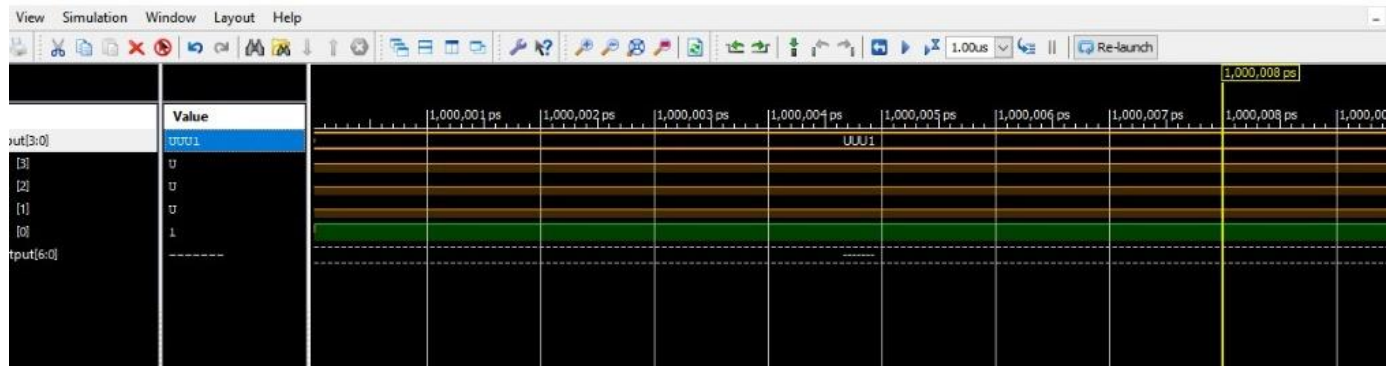 View Simulation Window Layout Help
1.00us Re-launch
1,000,008 ps
Value
1,000,001 ps 1,000,002 ps 1,000,003 ps 1,000,004 ps 1,000,005 ps 1,000,006 ps 1,000,007 ps 1,000,008 ps 1,000,00
out[3:0] UUU1 UUU1
[3] U
[2] U
[1] U
[0] 1
tput[6:0] ------- -------